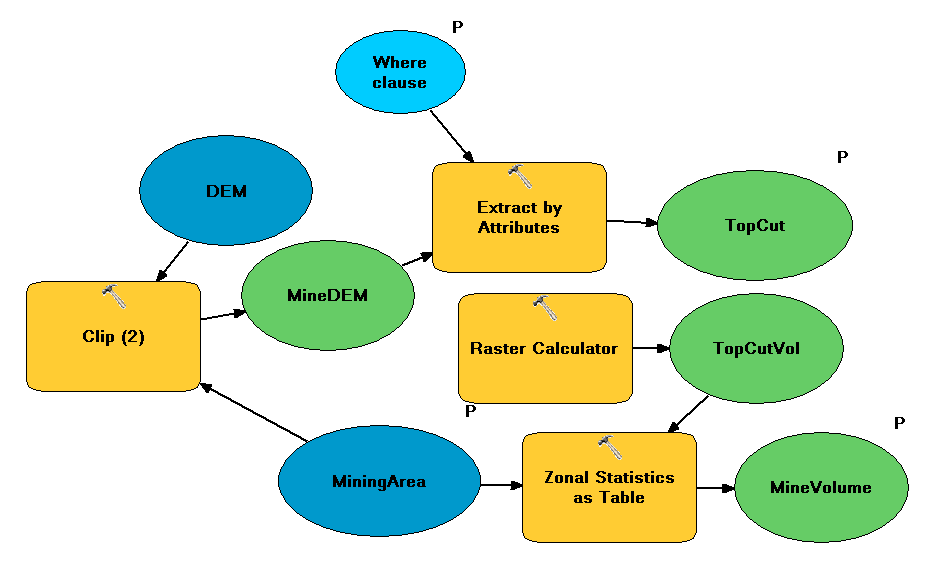 P
Where
clause
P
DEM
Extract by
Attributes
TopCut
MineDEM
Clip (2)
Raster Calculator
TopCutVol
P
P
MiningArea
Zonal Statistics
as Table
MineVolume